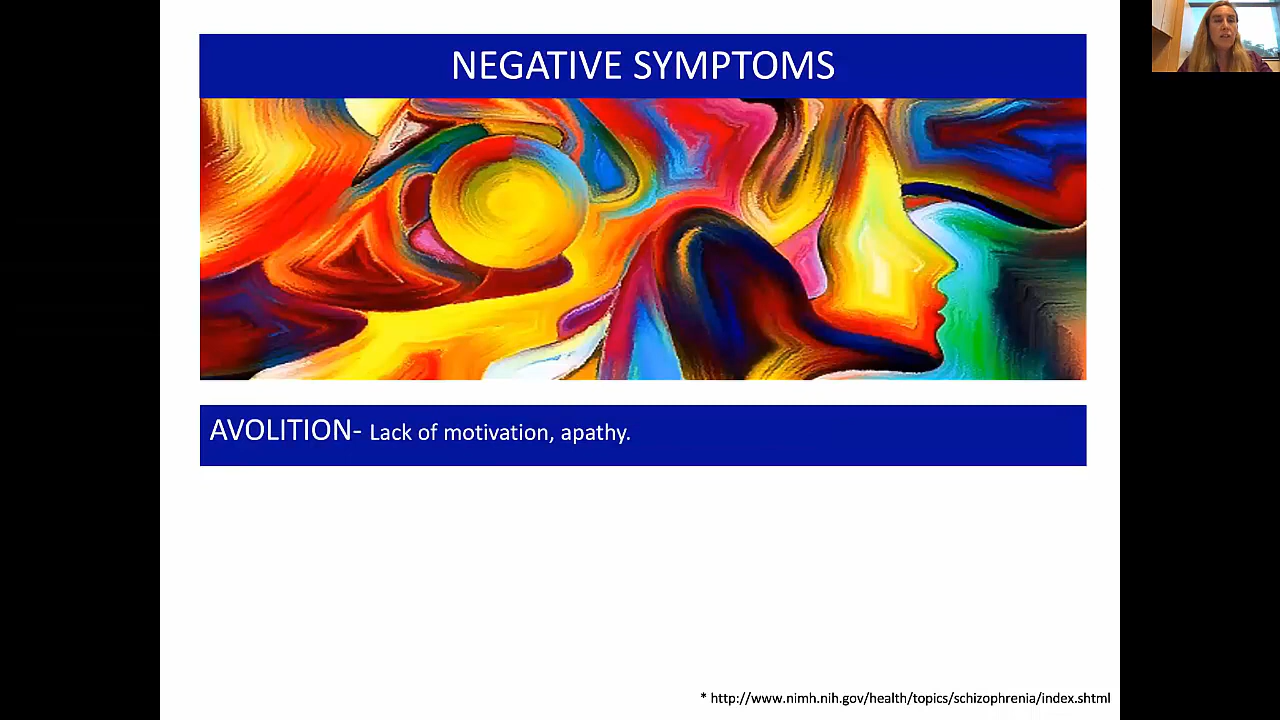 NEGATIVE SYMPTOMS
AVOLITION- Lack of motivation, apathy.
* http://www.nimh.nih.gov/health/topics/schizophrenia/index.shtml